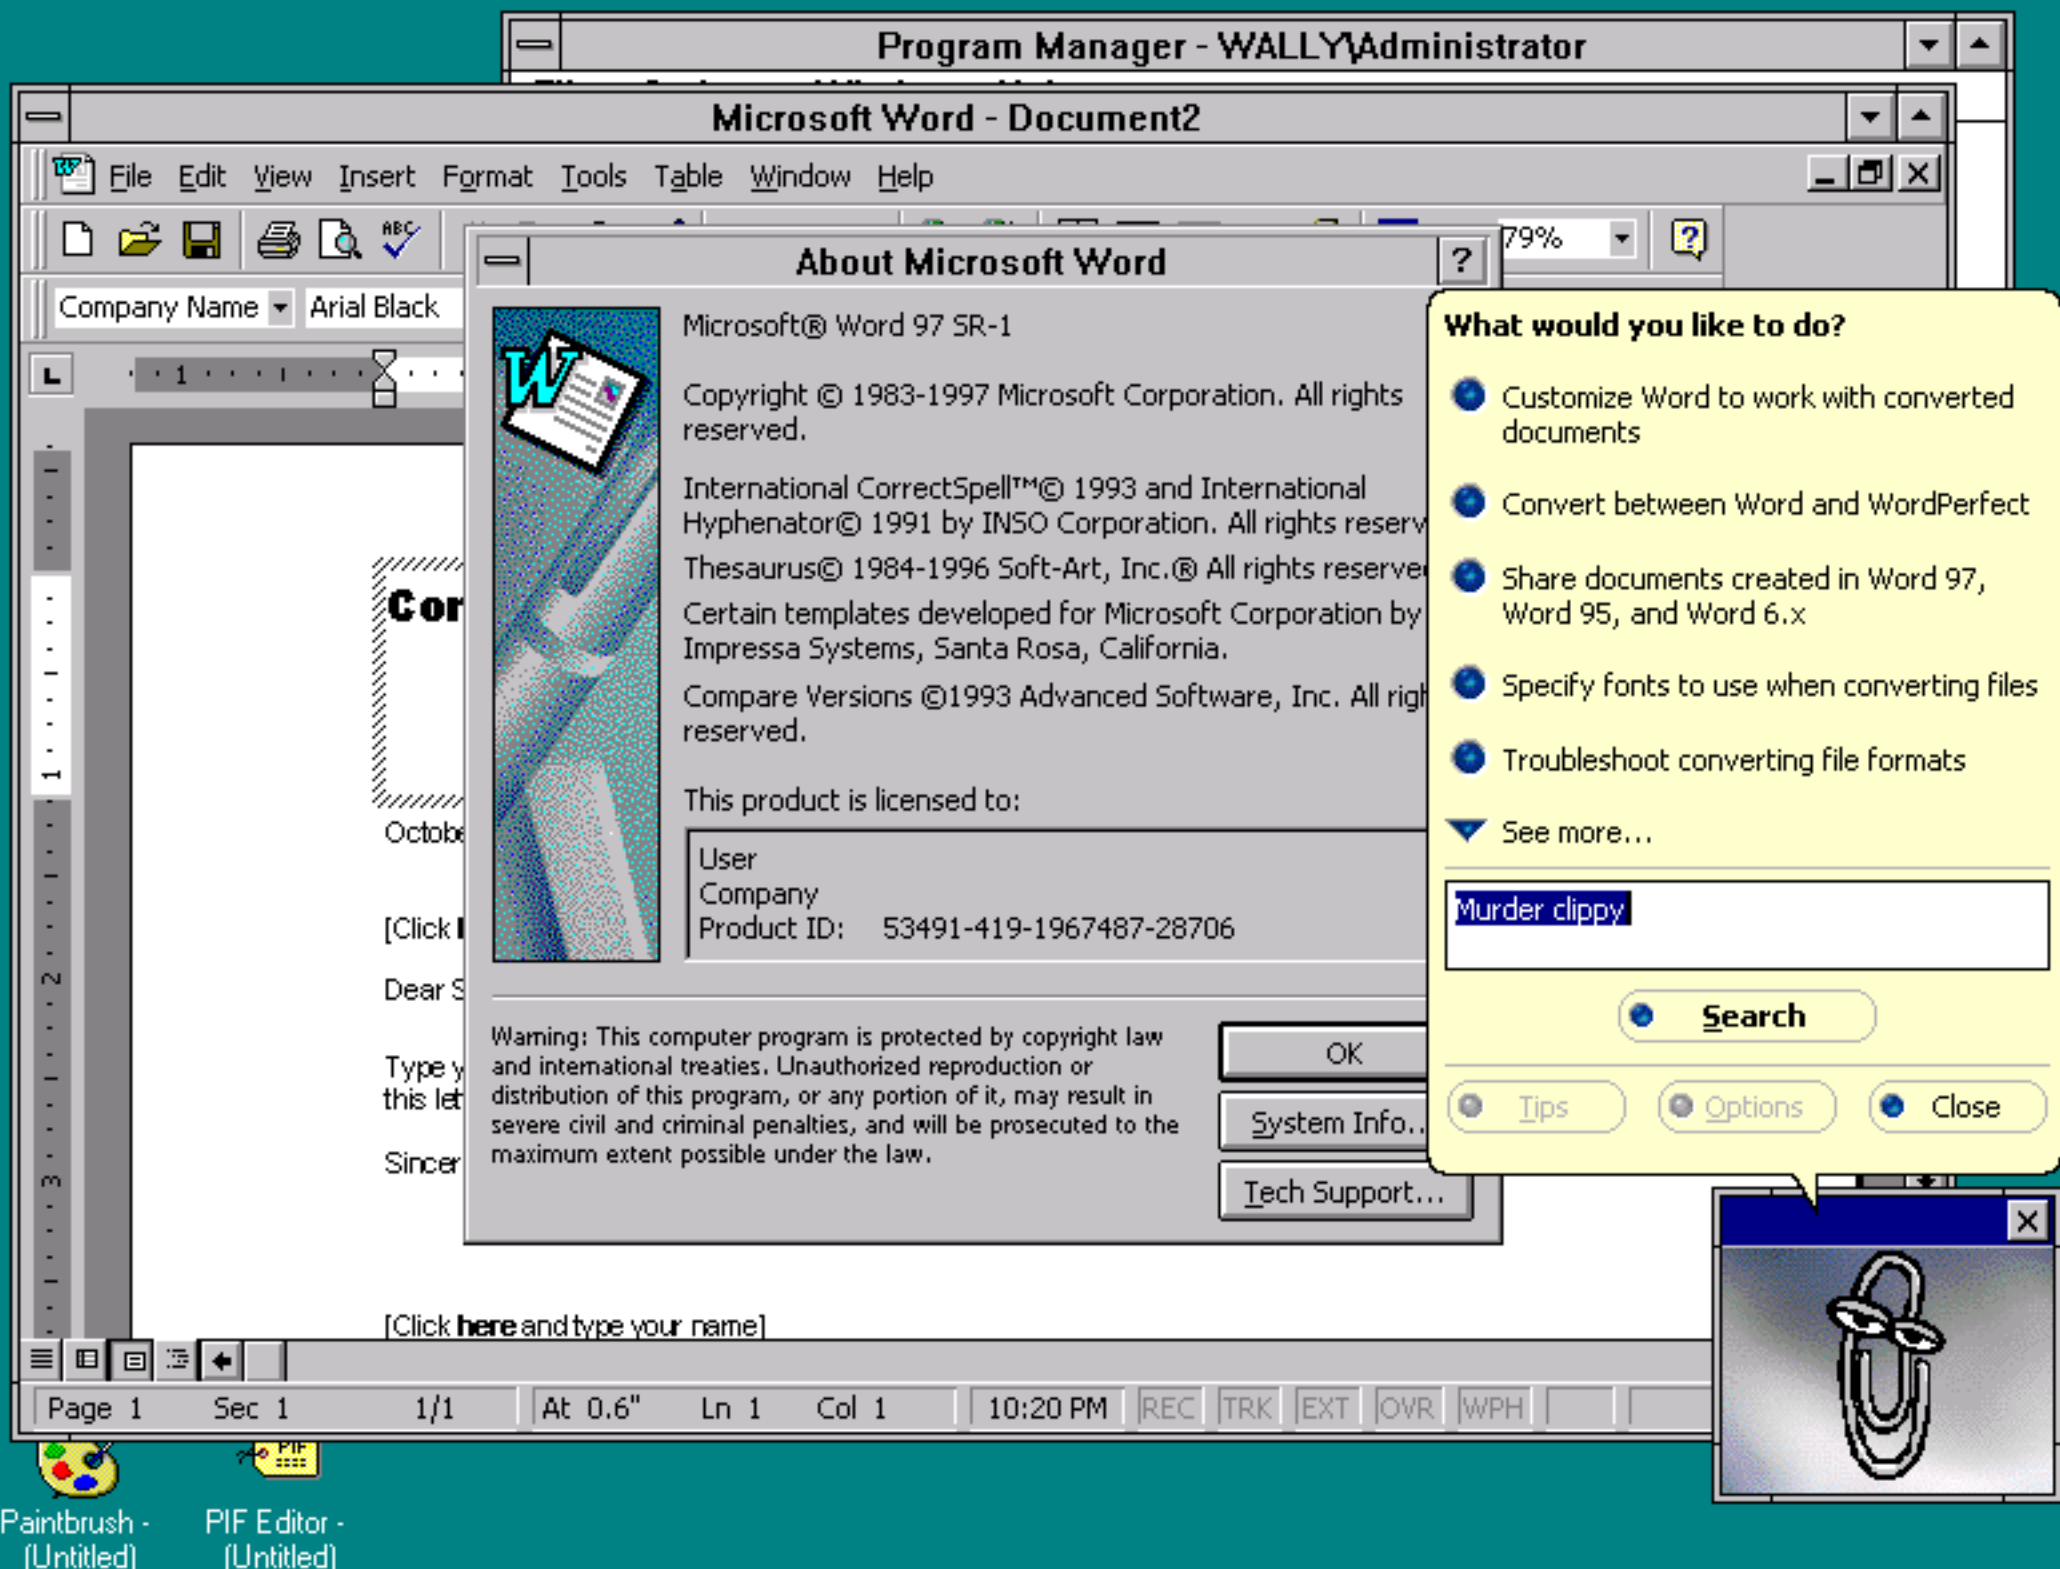 Program Manager - WALLY\Administrator
Microsoft Word - Document2
File Edit View Insert Format Tools Table Window Help
ABC
79%
Company Name Arial Black
About Microsoft Word
?
Microsoft® Word 97 SR-1
Copyright © 1983-1997 Microsoft Corporation. All rights
reserved.
International CorrectSpell™© 1993 and International
Hyphenator© 1991 by INSO Corporation. All rights reserv
Thesaurus© 1984-1996 Soft-Art, Inc.® All rights reserve
Certain templates developed for Microsoft Corporation by
Impressa Systems, Santa Rosa, California.
Compare Versions ©1993 Advanced Software, Inc. All righ
reserved.
This product is licensed to:
User
Company
Product ID: 53491-419-1967487-28706
Warning: This computer program is protected by copyright law
and international treaties. Unauthorized reproduction or
distribution of this program, or any portion of it, may result in
severe civil and criminal penalties, and will be prosecuted to the
maximum extent possible under the law.
OK
System Info..
Tech Support...
What would you like to do?
Customize Word to work with converted
documents
Convert between Word and WordPerfect
Share documents created in Word 97,
Word 95, and Word 6.x
Specify fonts to use when converting files
Troubleshoot converting file formats
See more...
Murder clippy
Search
Tips Options Close
1
1
2
3
Cor
Octobe
[Click
Dear S
Type y
this let
Sincer
[Click here and type your name]
Page 1 Sec 1 1/1 At 0.6" Ln 1 Col 1 10:20 PM REC TRK EXT OVR WPH
PIF
Paintbrush -
(Untitled)
PIF Editor -
(Untitled)